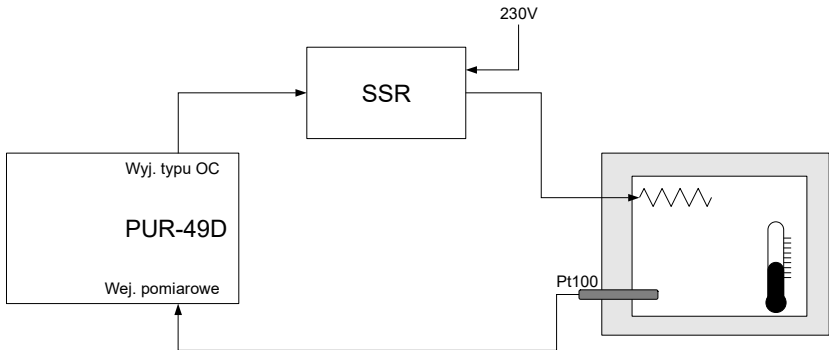 230V
SSR
Wyj. typu OC
PUR-49D
Wej. pomiarowe
Pt100